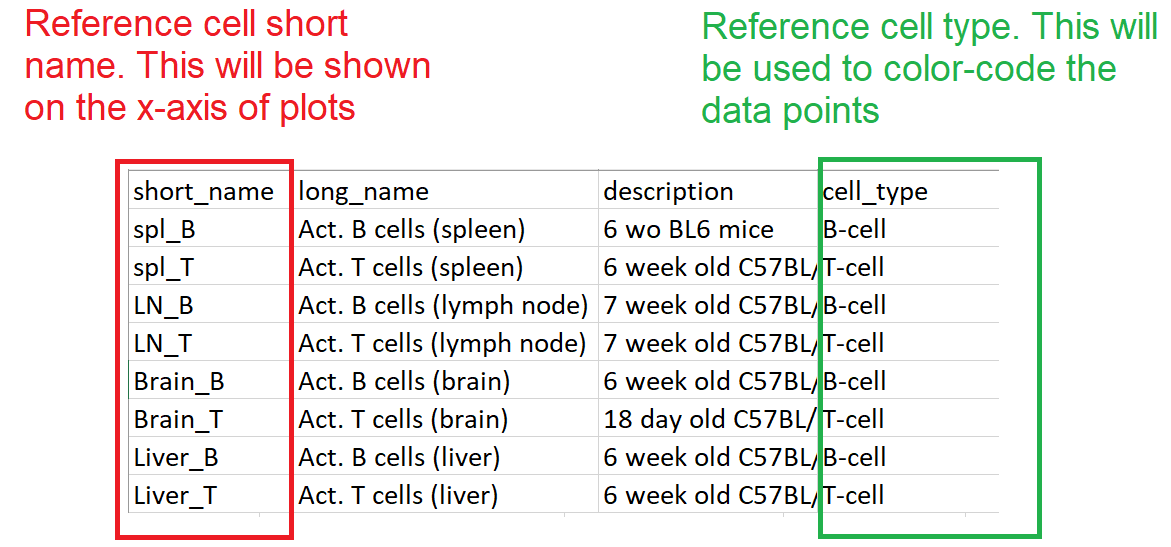 Reference cell short
name. This will be shown
on the x-axis of plots
Reference cell type. This will
be used to color-code the
data points
short_name long_name description cell_type
spl_B Act. B cells (spleen) 6 wo BL6 mice B-cell
spl_T Act. T cells (spleen) 6 week old C57BL/ T-cell
LN_B Act. B cells (lymph node) 7 week old C57BL/ B-cell
LN_T Act. T cells (lymph node) 7 week old C57BL/ T-cell
Brain_B Act. B cells (brain) 6 week old C57BL/ B-cell
Brain_T Act. T cells (brain) 18 day old C57BL/ T-cell
Liver_B Act. B cells (liver) 6 week old C57BL/ B-cell
Liver_T Act. T cells (liver) 6 week old C57BL/ T-cell